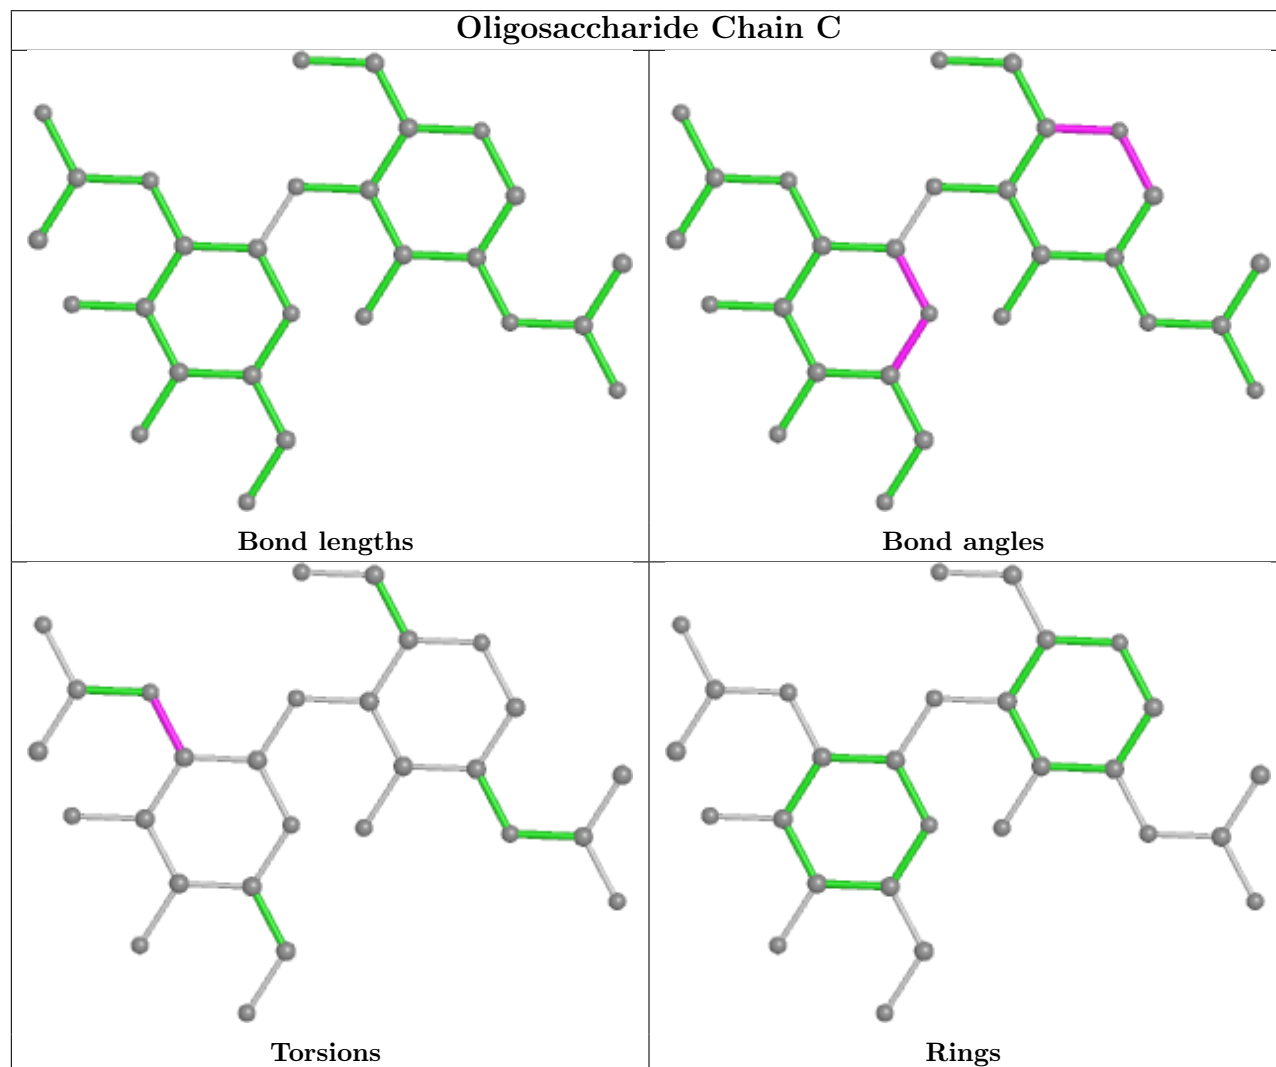 Oligosaccharide Chain C
Bond lengths
Bond angles
Torsions
Rings